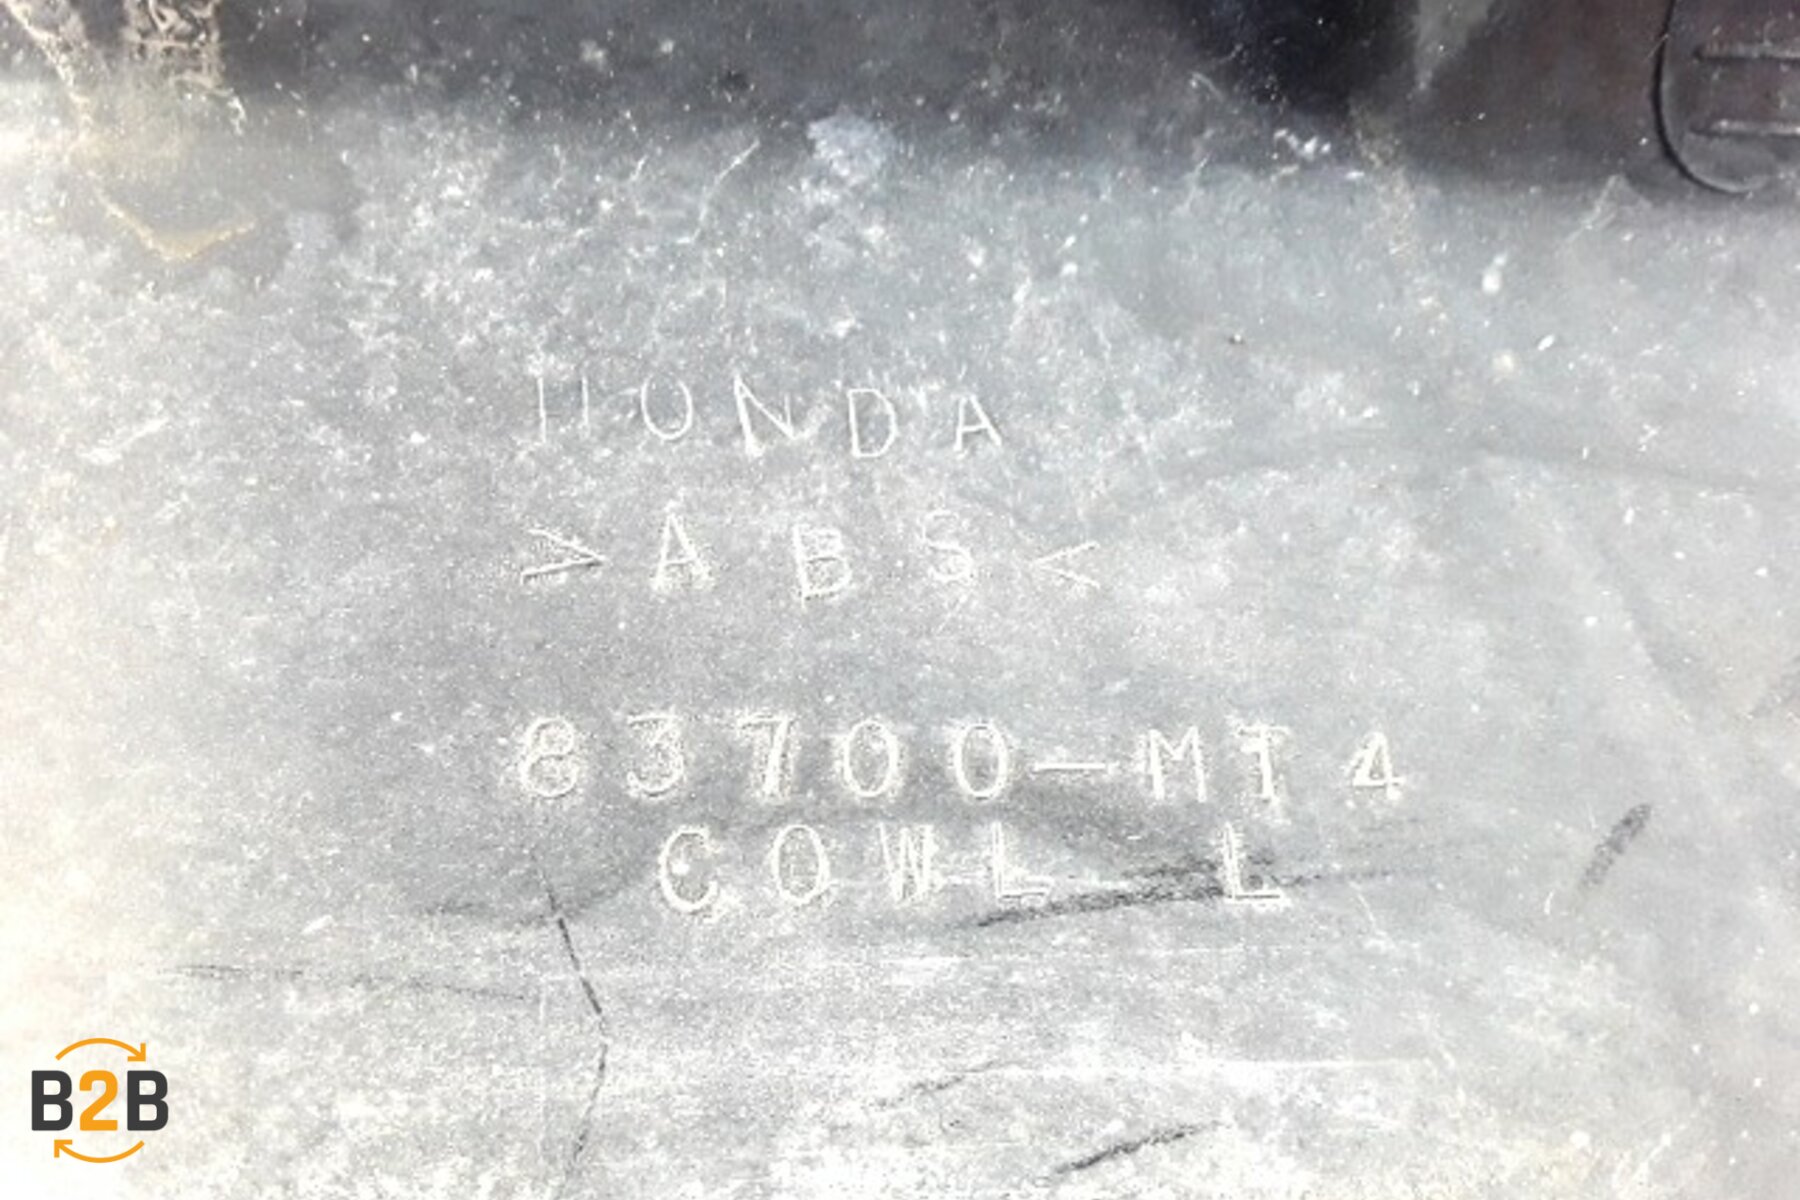 HONDA
>ABS<
83700-MT4
COWL L
B2B